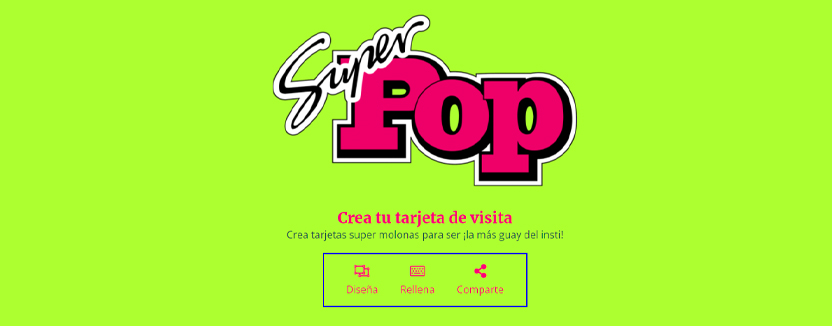 Super
Pop
Crea tu tarjeta de visita
Crea tarjetas super molonas para ser ¡la más guay del insti!
Diseña Rellena Comparte